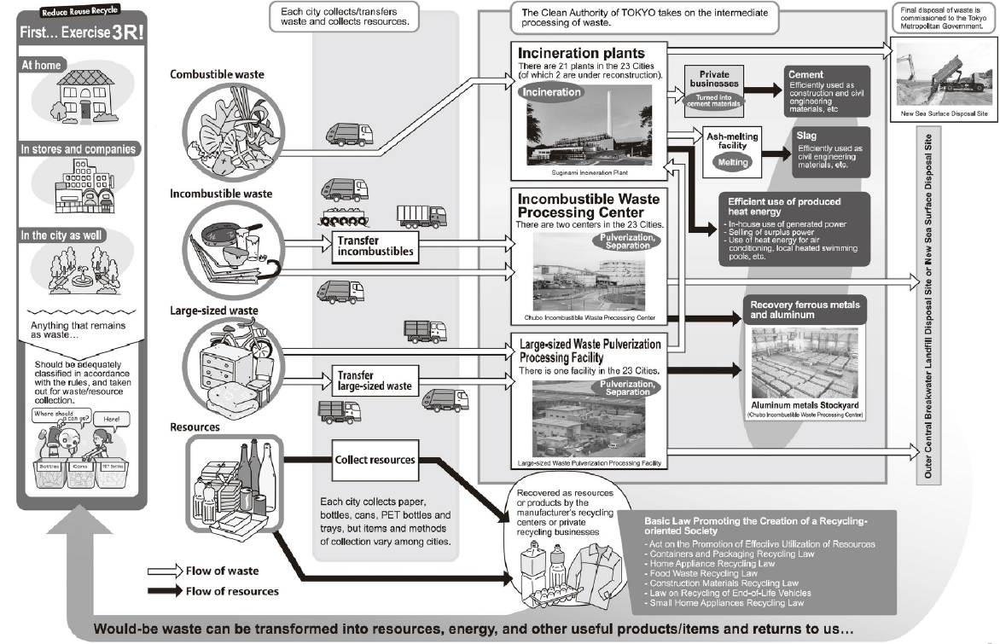 Reduce Reuse Recycle
First... Exercise 3R!
At home
In stores and companies
In the city as well
Anything that remains
as waste...
Should be adequately
classified in accordance
with the rules, and taken
out for waste/resource
collection.
Where should
a can go?
Here!
Bottles
Cans
PET Bottles
Each city collects/transfers
waste and collects resources.
Combustible waste
Incombustible waste
Transfer
incombustibles
Large-sized waste
Transfer
large-sized waste
Resources
Collect resources
Each city collects paper,
bottles, cans, PET bottles and
trays, but items and methods
of collection vary among cities.
Flow of waste
Flow of resources
The Clean Authority of TOKYO takes on the intermediate
processing of waste.
Incineration plants
There are 21 plants in the 23 Cities
(of which 2 are under reconstruction).
Incineration
Suginami Incineration Plant
Incombustible Waste
Processing Center
There are two centers in the 23 Cities.
Pulverization,
Separation
Chubo Incombustible Waste Processing Center
Large-sized Waste Pulverization
Processing Facility
There is one facility in the 23 Cities.
Pulverization,
Separation
Large-sized Waste Pulverization Processing Facility
Private
businesses
Turned into
cement materials
Cement
Efficiently used as
construction and civil
engineering
materials, etc
Ash-melting
facility
Melting
Slag
Efficiently used as
civil engineering
materials, etc.
Efficient use of produced
heat energy
- In-house use of generated power
- Selling of surplus power
- Use of heat energy for air
conditioning, local heated swimming
pools, etc.
Recovery ferrous metals
and aluminum
Aluminum metals Stockyard
(Chubo Incombustible Waste Processing Center)
Final disposal of waste is
commissioned to the Tokyo
Metropolitan Government.
New Sea Surface Disposal Site
Outer Central Breakwater Landfill Disposal Site or New Sea Surface Disposal Site
Recovered as resources
or products by the
manufacturer's recycling
centers or private
recycling businesses
Basic Law Promoting the Creation of a Recycling-
oriented Society
- Act on the Promotion of Effective Utilization of Resources
- Containers and Packaging Recycling Law
- Home Appliance Recycling Law
- Food Waste Recycling Law
- Construction Materials Recycling Law
- Law on Recycling of End-of-Life Vehicles
- Small Home Appliances Recycling Law
Would-be waste can be transformed into resources, energy, and other useful products/items and returns to us...